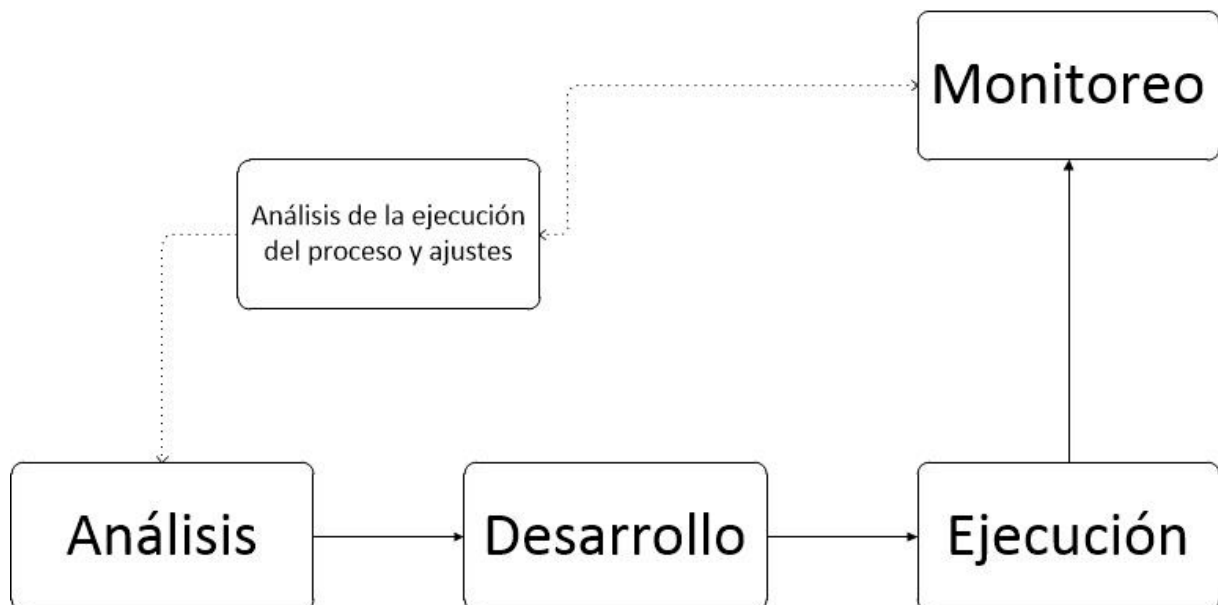 Monitoreo
Análisis de la ejecución
del proceso y ajustes
Análisis
Desarrollo
Ejecución